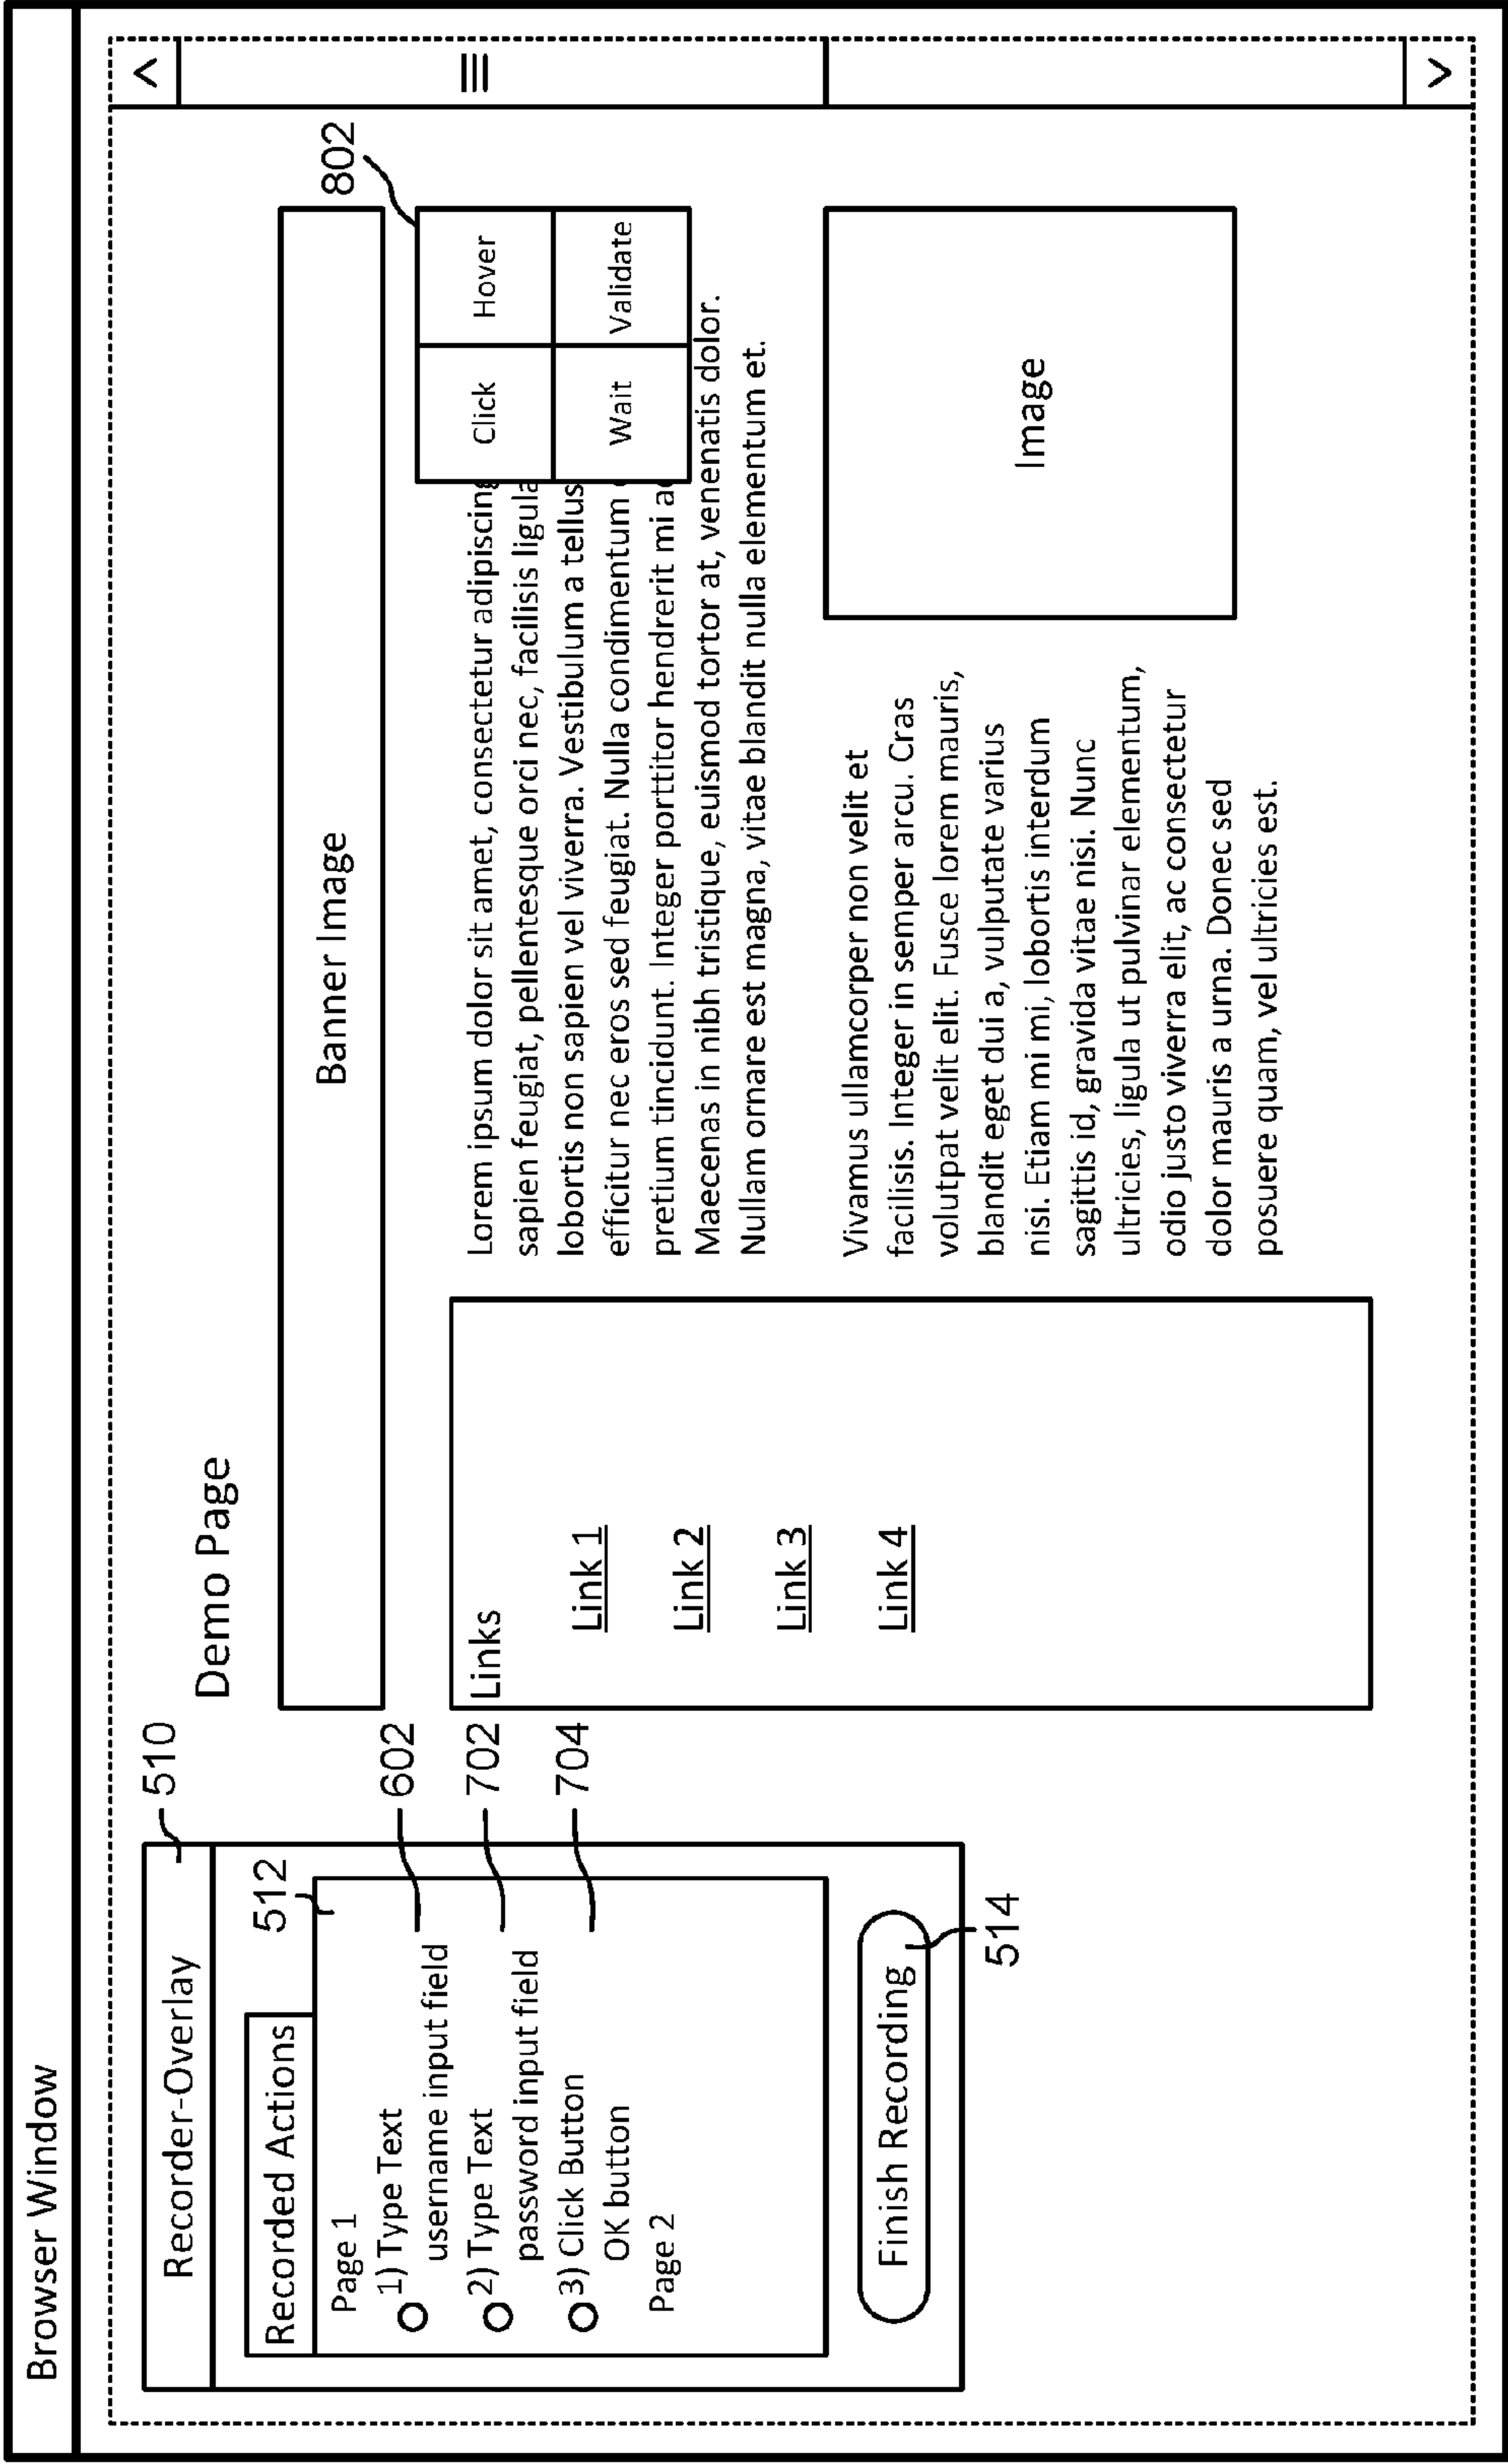 Browser Window
Recorder-Overlay
510
Recorded Actions
512
Page 1
1) Type Text
username input field
602
2) Type Text
password input field
702
3) Click Button
OK button
704
Page 2
Finish Recording
514
Demo Page
Banner Image
802
Links
Link 1
Link 2
Link 3
Link 4
Lorem ipsum dolor sit amet, consectetur adipiscing
sapien feugiat, pellentesque orci nec, facilisis ligula
lobortis non sapien vel viverra. Vestibulum a tellus
efficitur nec eros sed feugiat. Nulla condimentum
pretium tincidunt. Integer porttitor hendrerit mi
Maecenas in nibh tristique, euismod tortor at, venenatis dolor.
Nullam ornare est magna, vitae blandit nulla elementum et.
Click
Hover
Wait
Validate
Vivamus ullamcorper non velit et
facilisis. Integer in semper arcu. Cras
volutpat velit elit. Fusce lorem mauris,
blandit eget dui a, vulputate varius
nisi. Etiam mi mi, lobortis interdum
sagittis id, gravida vitae nisi. Nunc
ultricies, ligula ut pulvinar elementum,
odio justo viverra elit, ac consectetur
dolor mauris a urna. Donec sed
posuere quam, vel ultricies est.
Image